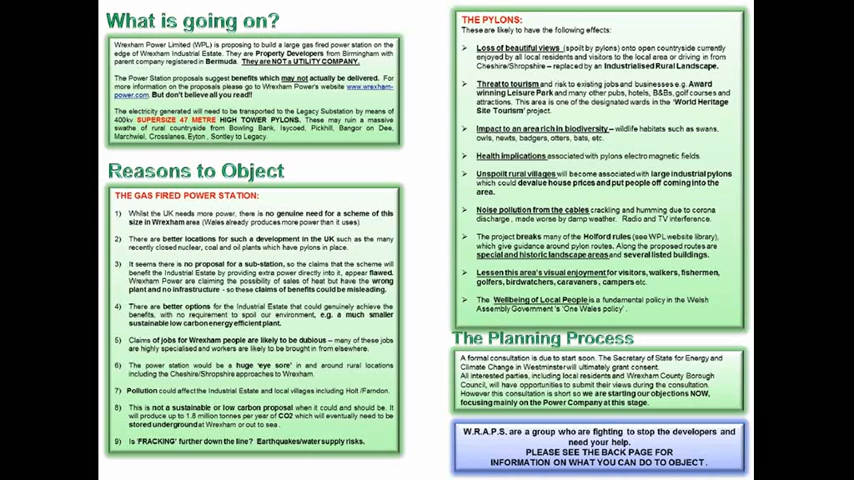 What is going on?
Wrexham Power Limited (WPL) is proposing to build a large gas fired power station on the
edge of Wrexham Industrial Estate. They are Property Developers from Birmingham with
parent company registered in Bermuda. They are NOT a UTILITY COMPANY.
The Power Station proposals suggest benefits which may not actually be delivered. For
more information on the proposals please go to Wrexham Power's website www.wrexham-
power.com. But don't believe all you read!
The electricity generated will need to be transported to the Legacy Substation by means of
400kv SUPERSIZE 47 METRE HIGH TOWER PYLONS. These may ruin a massive
swathe of rural countryside from Bowling Bank, Isycoed, Pickhill, Bangor on Dee,
Marchwiel, Crosslanes, Eyton, Sontley to Legacy.
Reasons to Object
THE GAS FIRED POWER STATION:
1) Whilst the UK needs more power, there is no genuine need for a scheme of this
size in Wrexham area (Wales already produces more power than it uses)
2) There are better locations for such a development in the UK such as the many
recently closed nuclear, coal and oil plants which have pylons in place.
3) It seems there is no proposal for a sub-station, so the claims that the scheme will
benefit the Industrial Estate by providing extra power directly into it, appear flawed.
Wrexham Power are claiming the possibility of sales of heat but have the wrong
plant and no infrastructure - so these claims of benefits could be misleading.
4) There are better options for the Industrial Estate that could genuinely achieve the
benefits, with no requirement to spoil our environment, e.g. a much smaller
sustainable low carbon energy efficient plant.
5) Claims of jobs for Wrexham people are likely to be dubious – many of these jobs
are highly specialised and workers are likely to be brought in from elsewhere.
6) The power station would be a huge 'eye sore' in and around rural locations
including the Cheshire/Shropshire approaches to Wrexham.
7) Pollution could affect the Industrial Estate and local villages including Holt /Farndon.
8) This is not a sustainable or low carbon proposal when it could and should be. It will
produce up to 1.8 million tonnes per year of CO2 which will eventually need to be
stored underground at Wrexham or out to sea.
9) Is 'FRACKING' further down the line? Earthquakes/water supply risks.
THE PYLONS:
These are likely to have the following effects:
➢ Loss of beautiful views (spoilt by pylons) onto open countryside currently
enjoyed by all local residents and visitors to the local area or driving in from
Cheshire/Shropshire – replaced by an Industrialised Rural Landscape.
➢ Threat to tourism and risk to existing jobs and businesses e.g. Award
winning Leisure Park and many other pubs, hotels, B&Bs, golf courses and
attractions. This area is one of the designated wards in the 'World Heritage
Site Tourism' project.
➢ Impact to an area rich in biodiversity – wildlife habitats such as swans,
owls, newts, badgers, otters, bats, etc.
➢ Health implications associated with pylons electro magnetic fields.
➢ Unspoilt rural villages will become associated with large industrial pylons
which could devalue house prices and put people off coming into the
area.
➢ Noise pollution from the cables crackling and humming due to corona
discharge, made worse by damp weather. Radio and TV interference.
➢ The project breaks many of the Holford rules (see WPL website library),
which give guidance around pylon routes. Along the proposed routes are
special and historic landscape areas and several listed buildings.
➢ Lessen this area's visual enjoyment for visitors, walkers, fishermen,
golfers, birdwatchers, caravaners, campers etc.
➢ The Wellbeing of Local People is a fundamental policy in the Welsh
Assembly Government's 'One Wales policy'.
The Planning Process
A formal consultation is due to start soon. The Secretary of State for Energy and
Climate Change in Westminster will ultimately grant consent.
All interested parties, including local residents and Wrexham County Borough
Council, will have opportunities to submit their views during the consultation.
However this consultation is short so we are starting our objections NOW,
focusing mainly on the Power Company at this stage.
W.R.A.P.S. are a group who are fighting to stop the developers and
need your help.
PLEASE SEE THE BACK PAGE FOR
INFORMATION ON WHAT YOU CAN DO TO OBJECT.